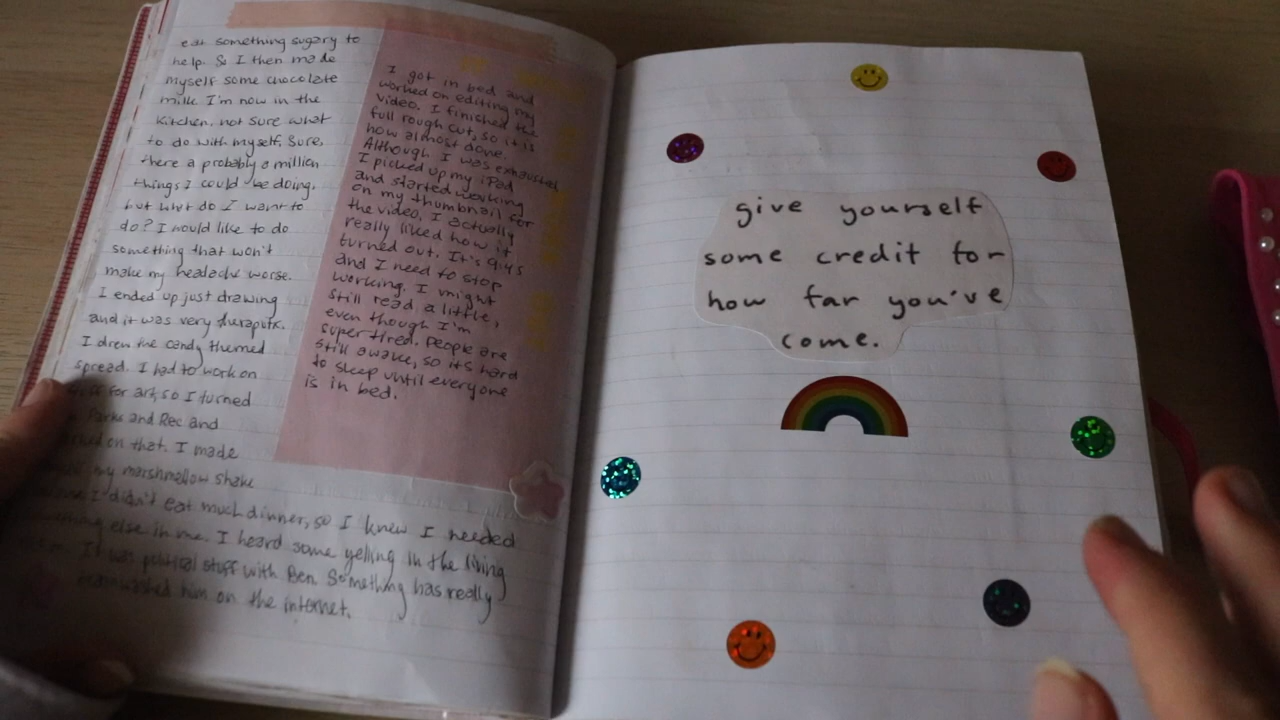 eat something sugary to
help. So I then made
myself some chocolate
milk I'm now in the
kitchen, not sure what
to do with myself. Sure,
there a probably a million
things I could be doing,
but what do I want to
do? I would like to do
something that won't
make my headache worse.
I ended up just drawing
and it was very theraputic.
I drew the candy themed
spread. I had to work on
for art, so I turned
Parks and Rec and
on that. I made
my marshmallow shake
I didn't eat much dinner, so I knew I needed
else in me. I heard some yelling in the living
It was political stuff with Ben. Something has really
brainwashed him on the internet.
I got in bed and
worked on editing my
video. I finished the
full rough cut, so it is
now almost done.
Although I was exhausted
I picked up my iPad
and started working
on my thumbnail for
the video, I actually
really liked how it
turned out. It's 9:45
and I need to stop
working. I might
still read a little,
even though I'm
super tired. People are
still awake, so its hard
to sleep until everyone
is in bed.
give yourself
some credit for
how far you've
come.